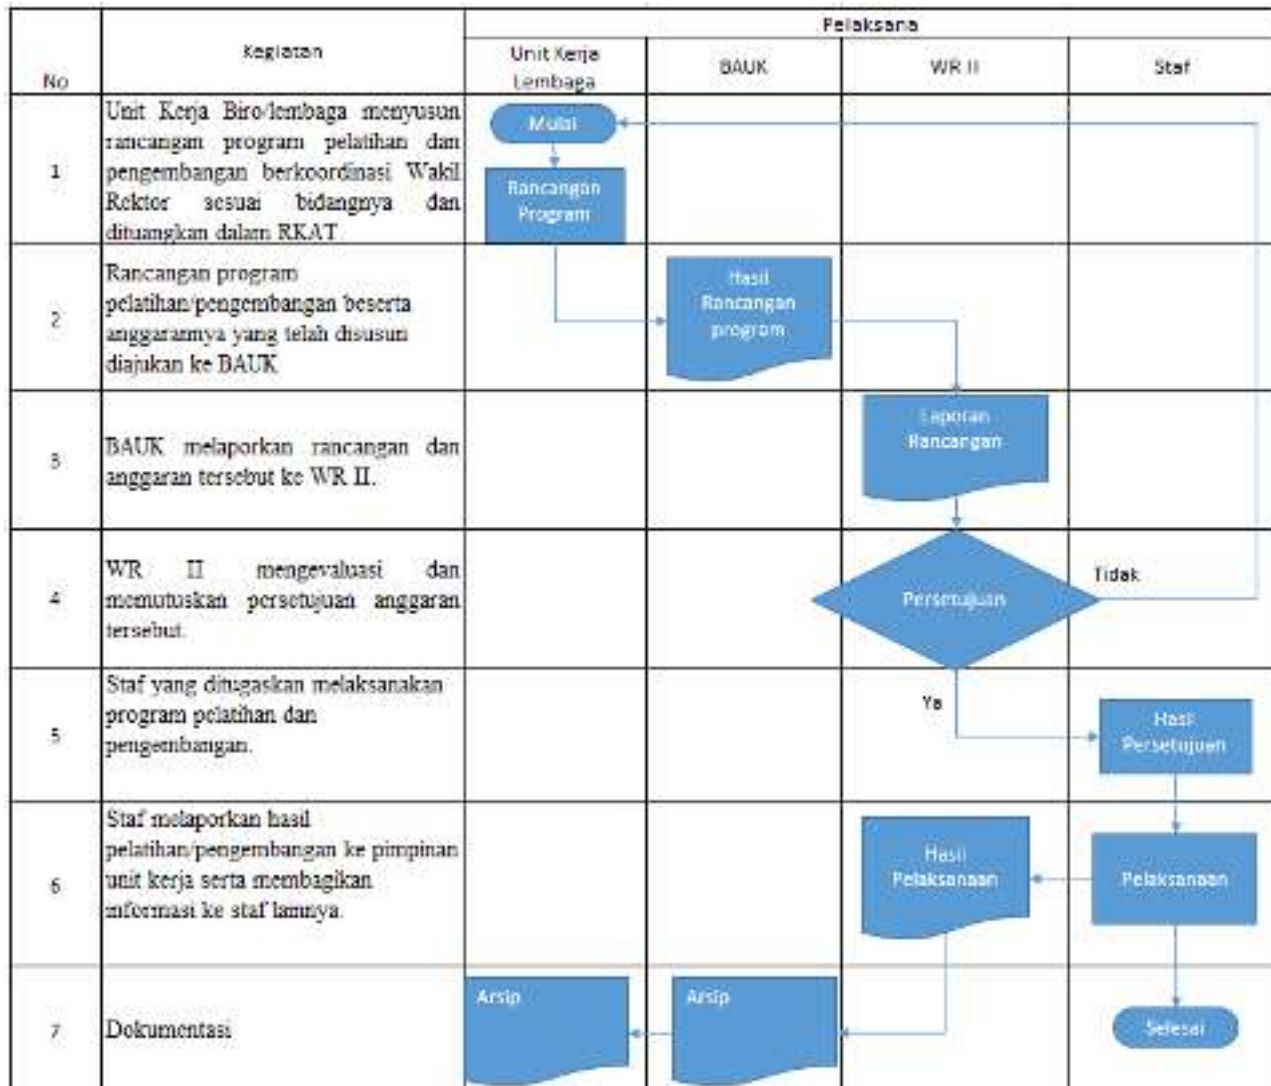 Pelaksana
No
Kegiatan
Unit Kerja
Lembaga
BAUK
WR II
Staf
1
Unit Kerja Biro/lembaga menyusun
rancangan program pelatihan dan
pengembangan berkoordinasi Wakil
Rektor sesuai bidangnya dan
dituangkan dalam RKAT
Mulai
Rancangan
Program
2
Rancangan program
pelatihan/pengembangan beserta
anggarannya yang telah disusun
diajukan ke BAUK
Hasil
Rancangan
program
3
BAUK melaporkan rancangan dan
anggaran tersebut ke WR II.
Laporan
Rancangan
4
WR II mengevaluasi dan
memutuskan persetujuan anggaran
tersebut.
Persetujuan
Tidak
5
Staf yang ditugaskan melaksanakan
program pelatihan dan
pengembangan.
Ya
Hasil
Persetujuan
6
Staf melaporkan hasil
pelatihan/pengembangan ke pimpinan
unit kerja serta membagikan
informasi ke staf lainnya.
Hasil
Pelaksanaan
Pelaksanaan
7
Dokumentasi
Arsip
Arsip
Selesai